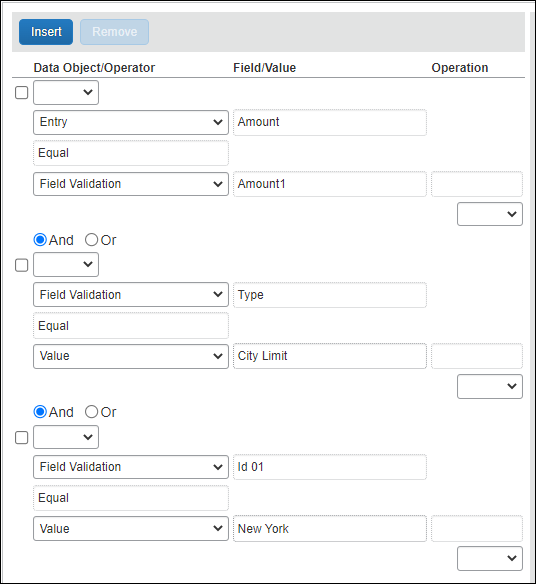 Insert Remove
Data Object/Operator Field/Value Operation
Entry Amount
Equal
Field Validation Amount1
And Or
Field Validation Type
Equal
Value City Limit
And Or
Field Validation Id 01
Equal
Value New York